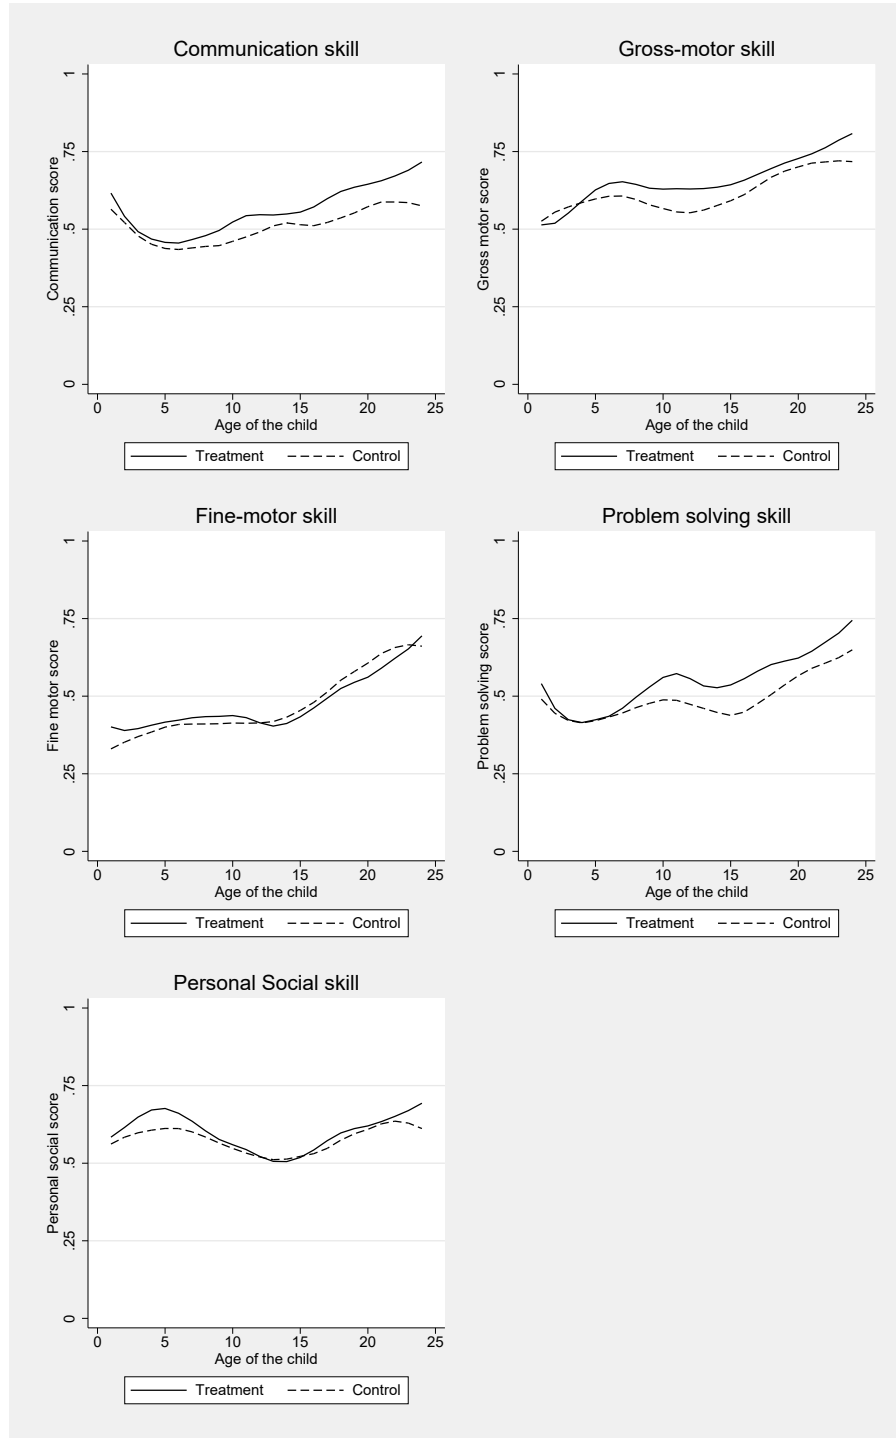 Communication skill
Communication score
0 .25 .5 .75 1
0 5 10 15 20 25
Age of the child
Treatment Control
Gross-motor skill
Gross motor score
0 .25 .5 .75 1
0 5 10 15 20 25
Age of the child
Treatment Control
Fine-motor skill
Fine motor score
0 .25 .5 .75 1
0 5 10 15 20 25
Age of the child
Treatment Control
Problem solving skill
Problem solving score
0 .25 .5 .75 1
0 5 10 15 20 25
Age of the child
Treatment Control
Personal Social skill
Personal social score
0 .25 .5 .75 1
0 5 10 15 20 25
Age of the child
Treatment Control